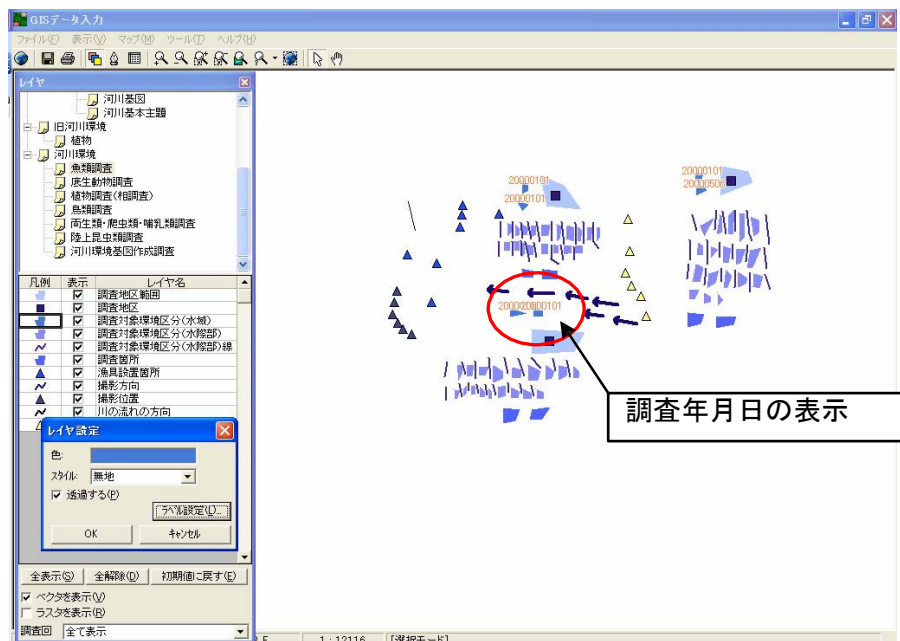 GISデータ入力
ファイル(F) 表示(V) マップ(M) ツール(T) ヘルプ(H)
レイヤ
河川基図
河川基本主題
旧河川環境
植物
河川環境
魚類調査
底生動物調査
植物調査(相調査)
鳥類調査
両生類・爬虫類・哺乳類調査
陸上昆虫類調査
河川環境基図作成調査
凡例 表示 レイヤ名
調査地区範囲
調査地区
調査対象環境区分(水域)
調査対象環境区分(水際部)
調査対象環境区分(水際部)線
調査箇所
漁具設置箇所
撮影方向
撮影位置
川の流れの方向
レイヤ設定
色:
スタイル: 無地
透過する(P)
ラベル設定(L)...
OK キャンセル
全表示(S) 全解除(D) 初期値に戻す(E)
ベクタを表示(V)
ラスタを表示(R)
調査回 全て表示
20000101
20000101
20000101
20000506
20000101
調査年月日の表示
1 : 12116 [選択モード]